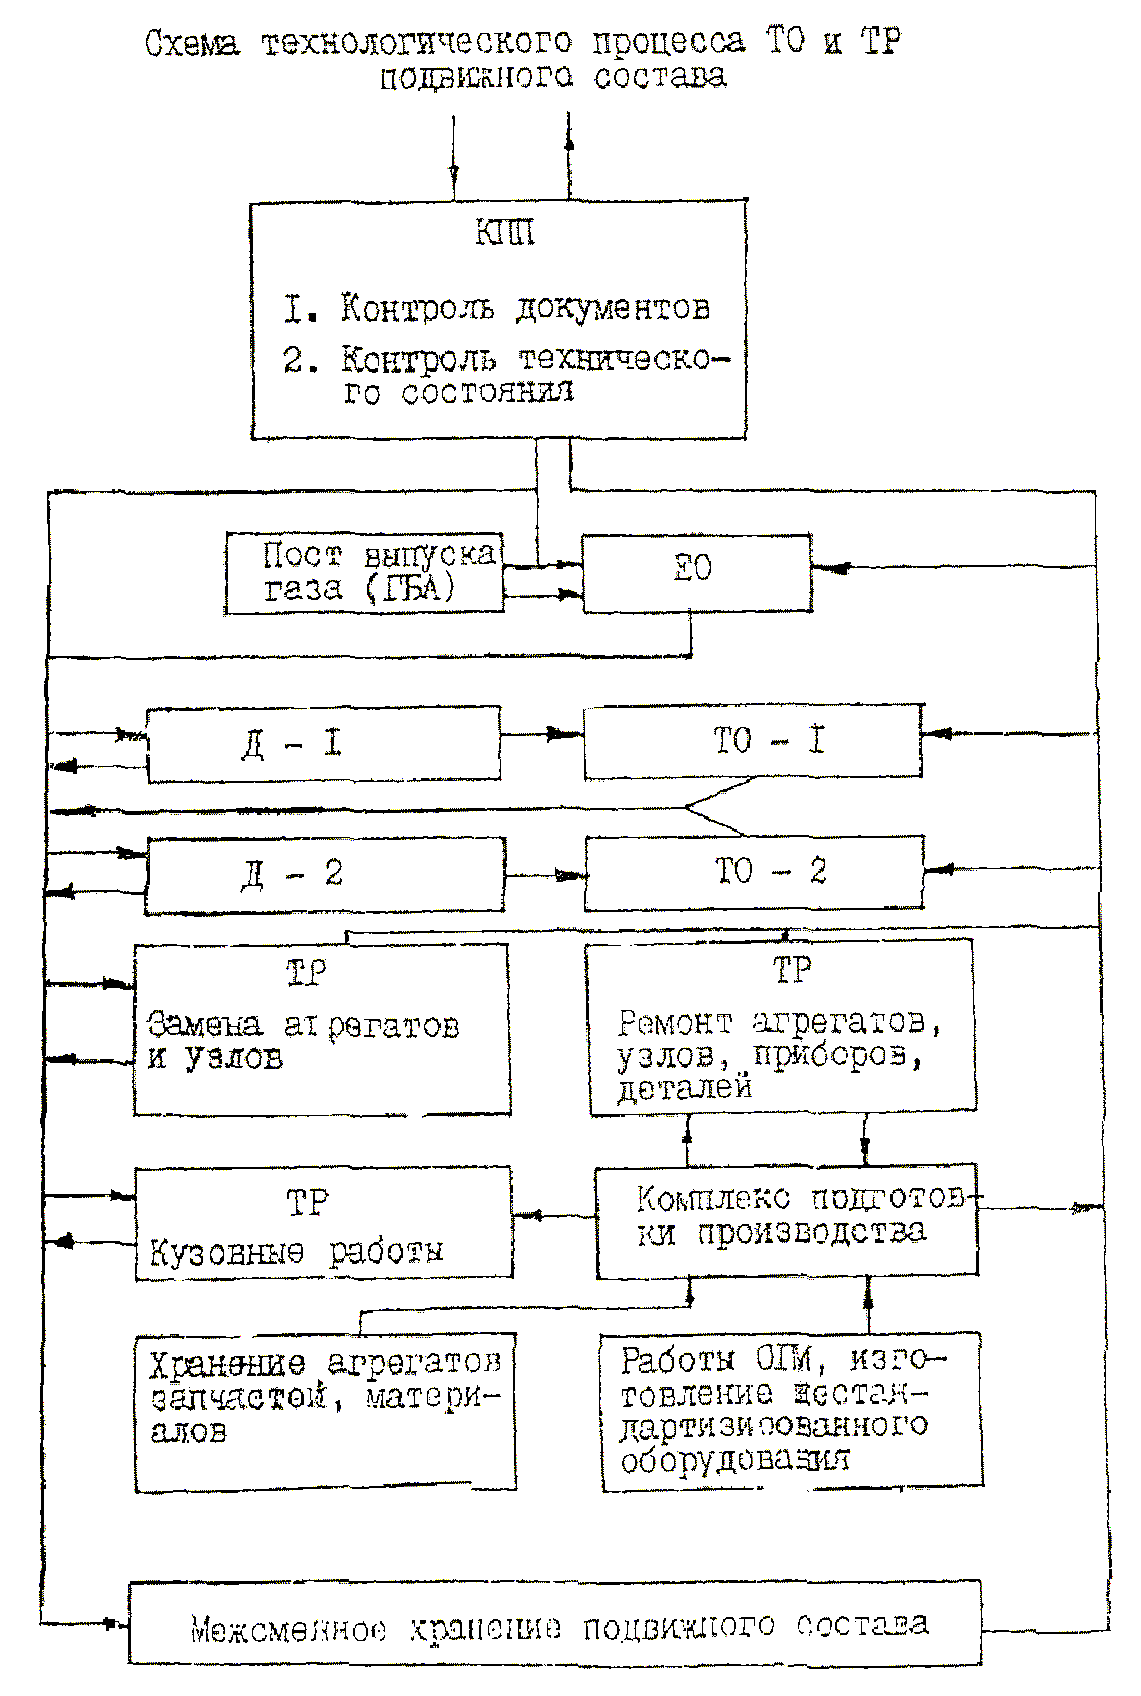 Схема технологического процесса ТО и ТР
подвижного состава
КПП
1. Контроль документов
2. Контроль техническо-
го состояния
Пост выпуска
газа (ГБА)
ЕО
Д - 1
ТО - 1
Д - 2
ТО - 2
ТР
Замена агрегатов
и узлов
ТР
Ремонт агрегатов,
узлов, приборов,
деталей
ТР
Кузовные работы
Комплекс подготов-
ки производства
Хранение агрегатов
запчастей, матери-
алов
Работы ОГМ, изго-
товление нестан-
дартизированного
оборудования
Межсменное хранение подвижного состава